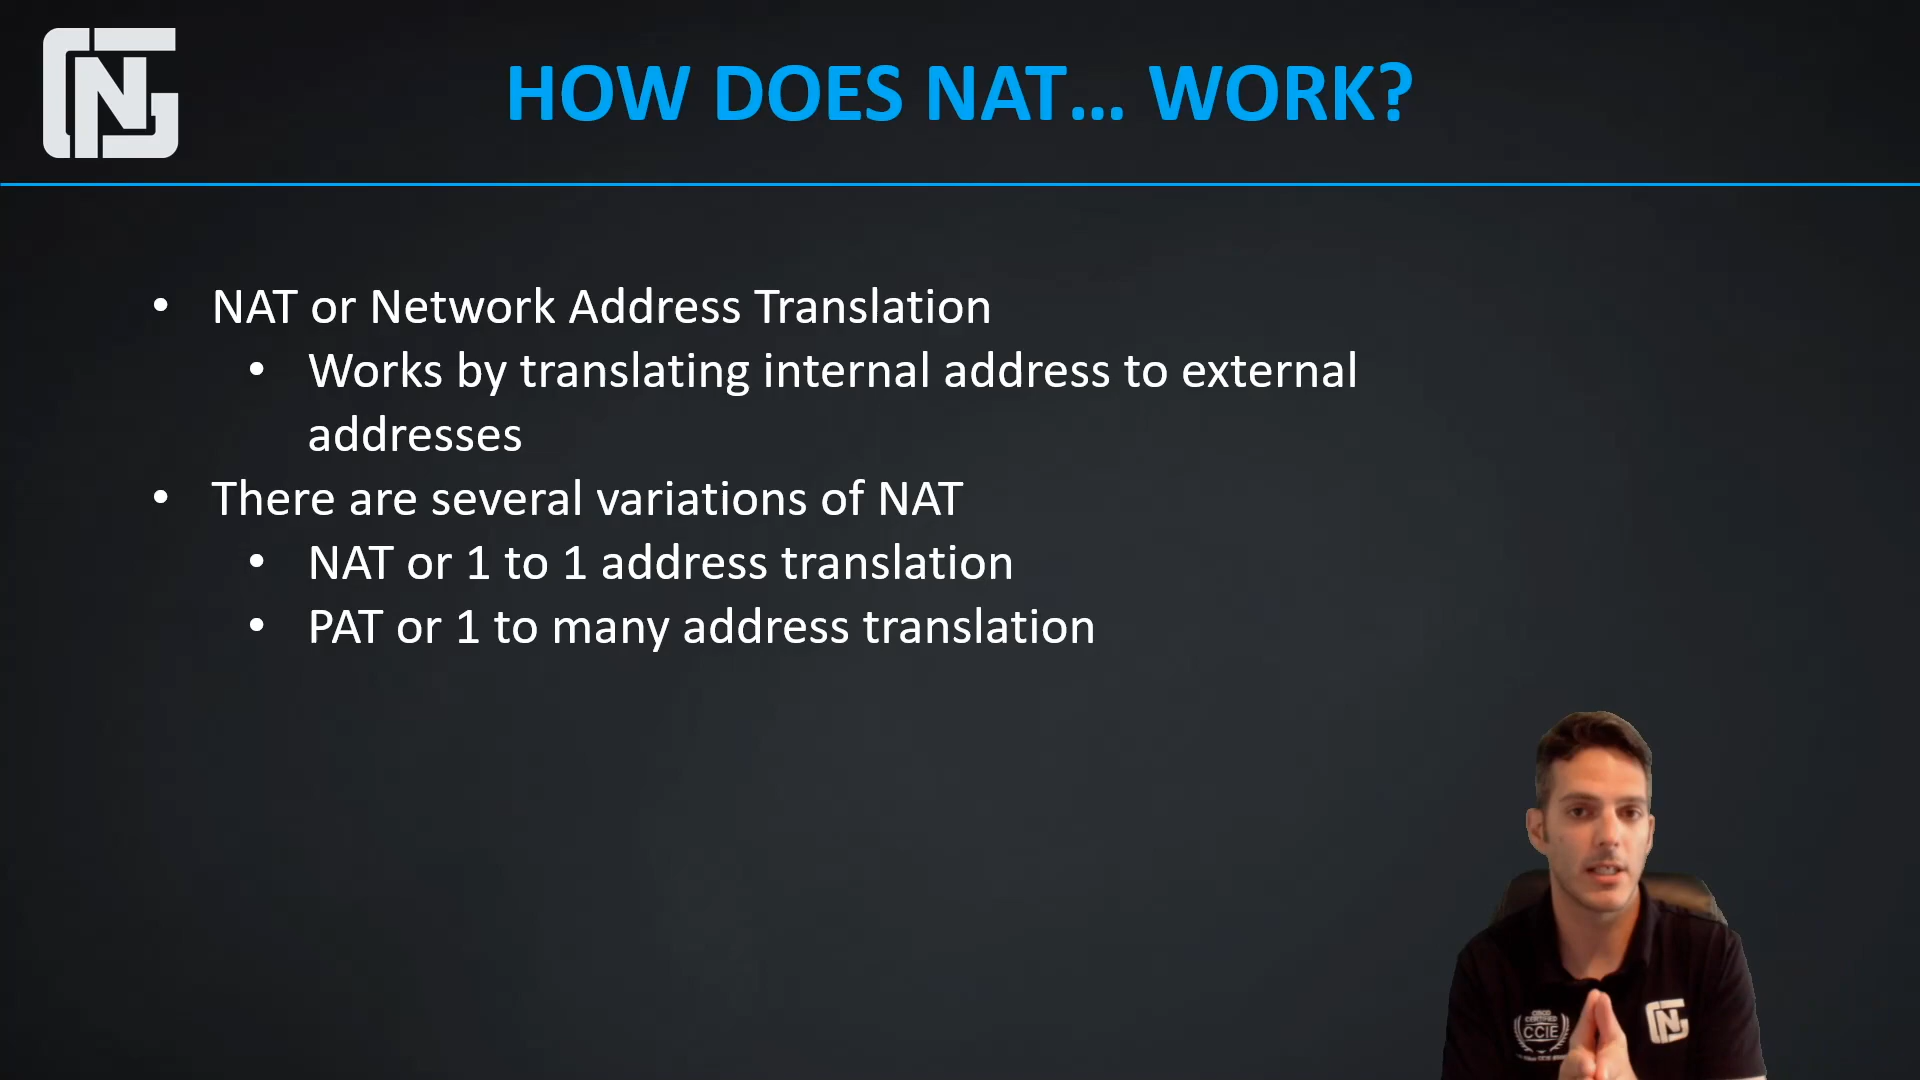 HOW DOES NAT... WORK?
• NAT or Network Address Translation
• Works by translating internal address to external
addresses
• There are several variations of NAT
• NAT or 1 to 1 address translation
• PAT or 1 to many address translation
CISCO
CERTIFIED
CCIE
N